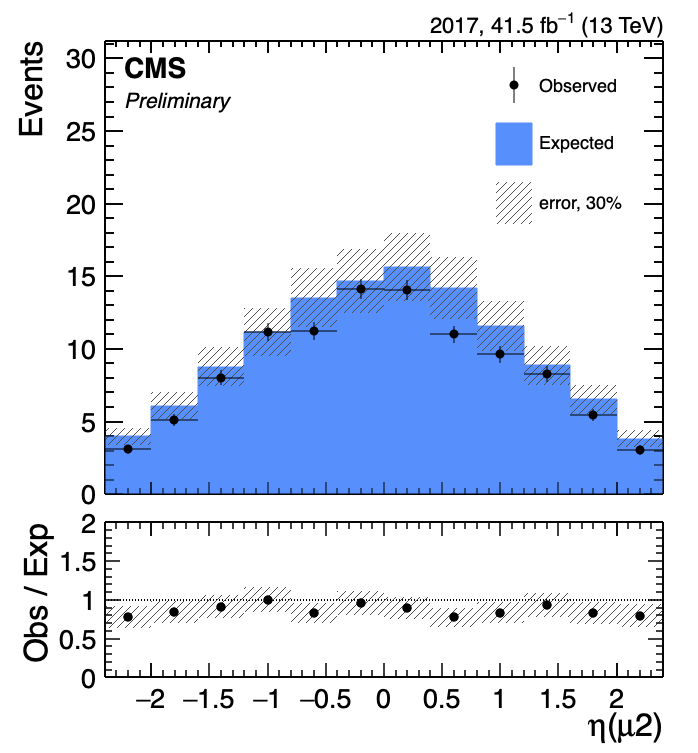 2017, 41.5 fb⁻¹ (13 TeV)
Events
CMS
Preliminary
Observed
Expected
error, 30%
30
25
20
15
10
5
0
Obs / Exp
2
1.5
1
0.5
0
−2 −1.5 −1 −0.5 0 0.5 1 1.5 2
η(μ2)